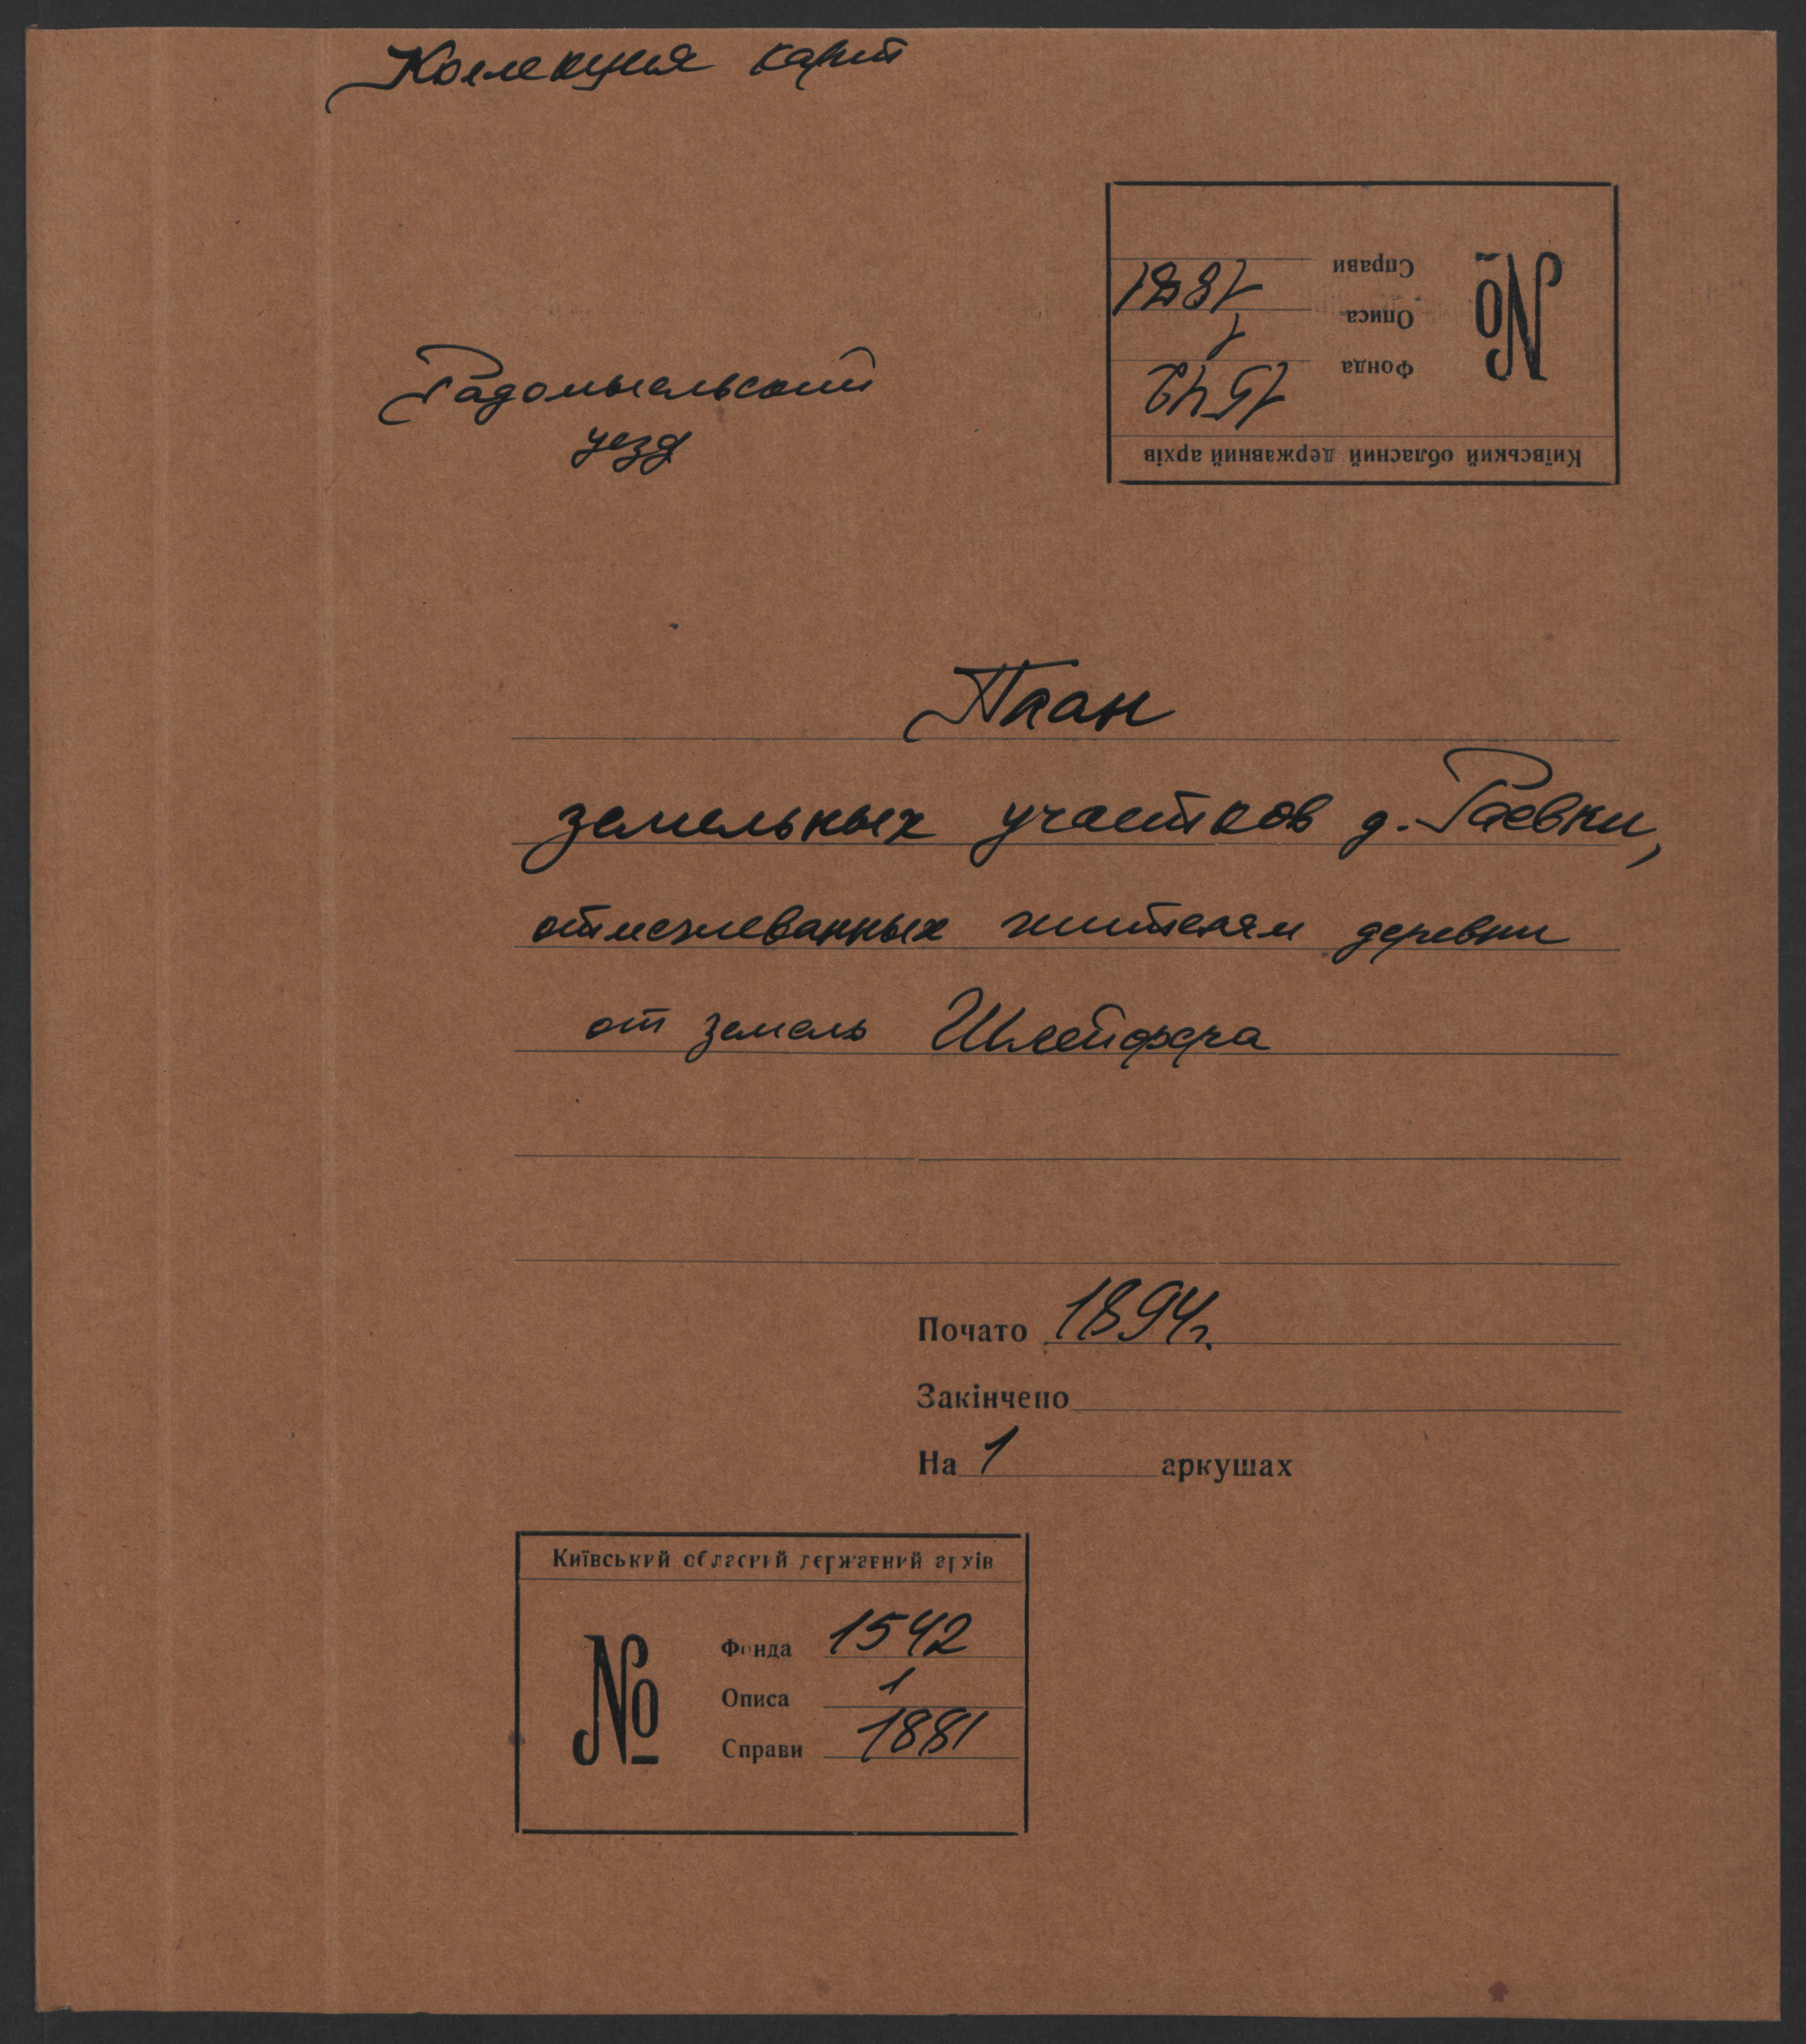 Коллекция карт
Справи 1881
Описа 1
Фонда 1542
№
Київський обласний державний архів
Радомысльский
уезд
План
земельных участков д. Раевки,
отмежеванных жителям деревни
от земель Шлейфера
Почато 1894г.
Закінчено
На 1 аркушах
Київський обласний державний архів
№
Фонда 1542
Описа 1
Справи 1881